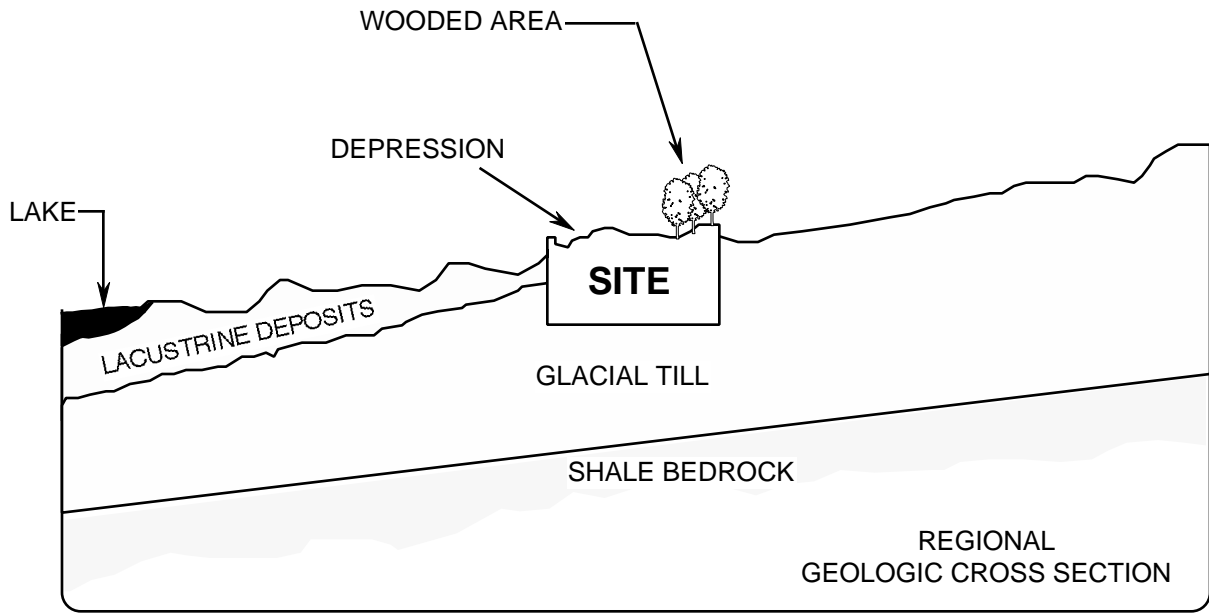 WOODED AREA
DEPRESSION
LAKE
SITE
LACUSTRINE DEPOSITS
GLACIAL TILL
SHALE BEDROCK
REGIONAL
GEOLOGIC CROSS SECTION